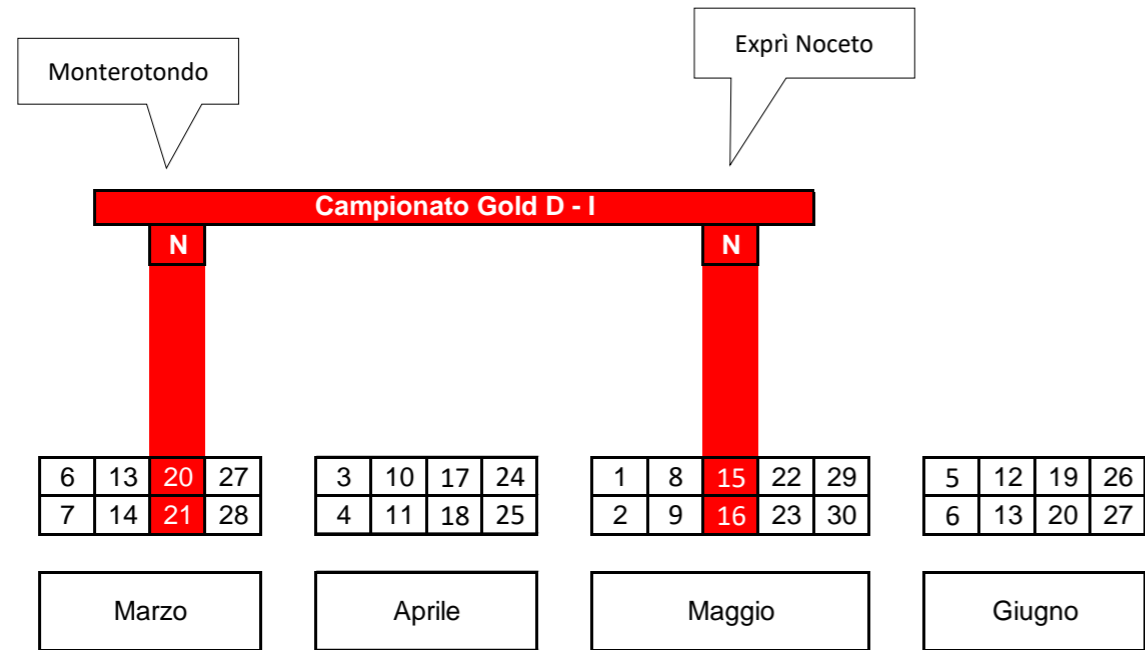 Exprì Noceto
Monterotondo
Campionato Gold D - I
N N
6 13 20 27 3 10 17 24 1 8 15 22 29 5 12 19 26
7 14 21 28 4 11 18 25 2 9 16 23 30 6 13 20 27
Marzo Aprile Maggio Giugno